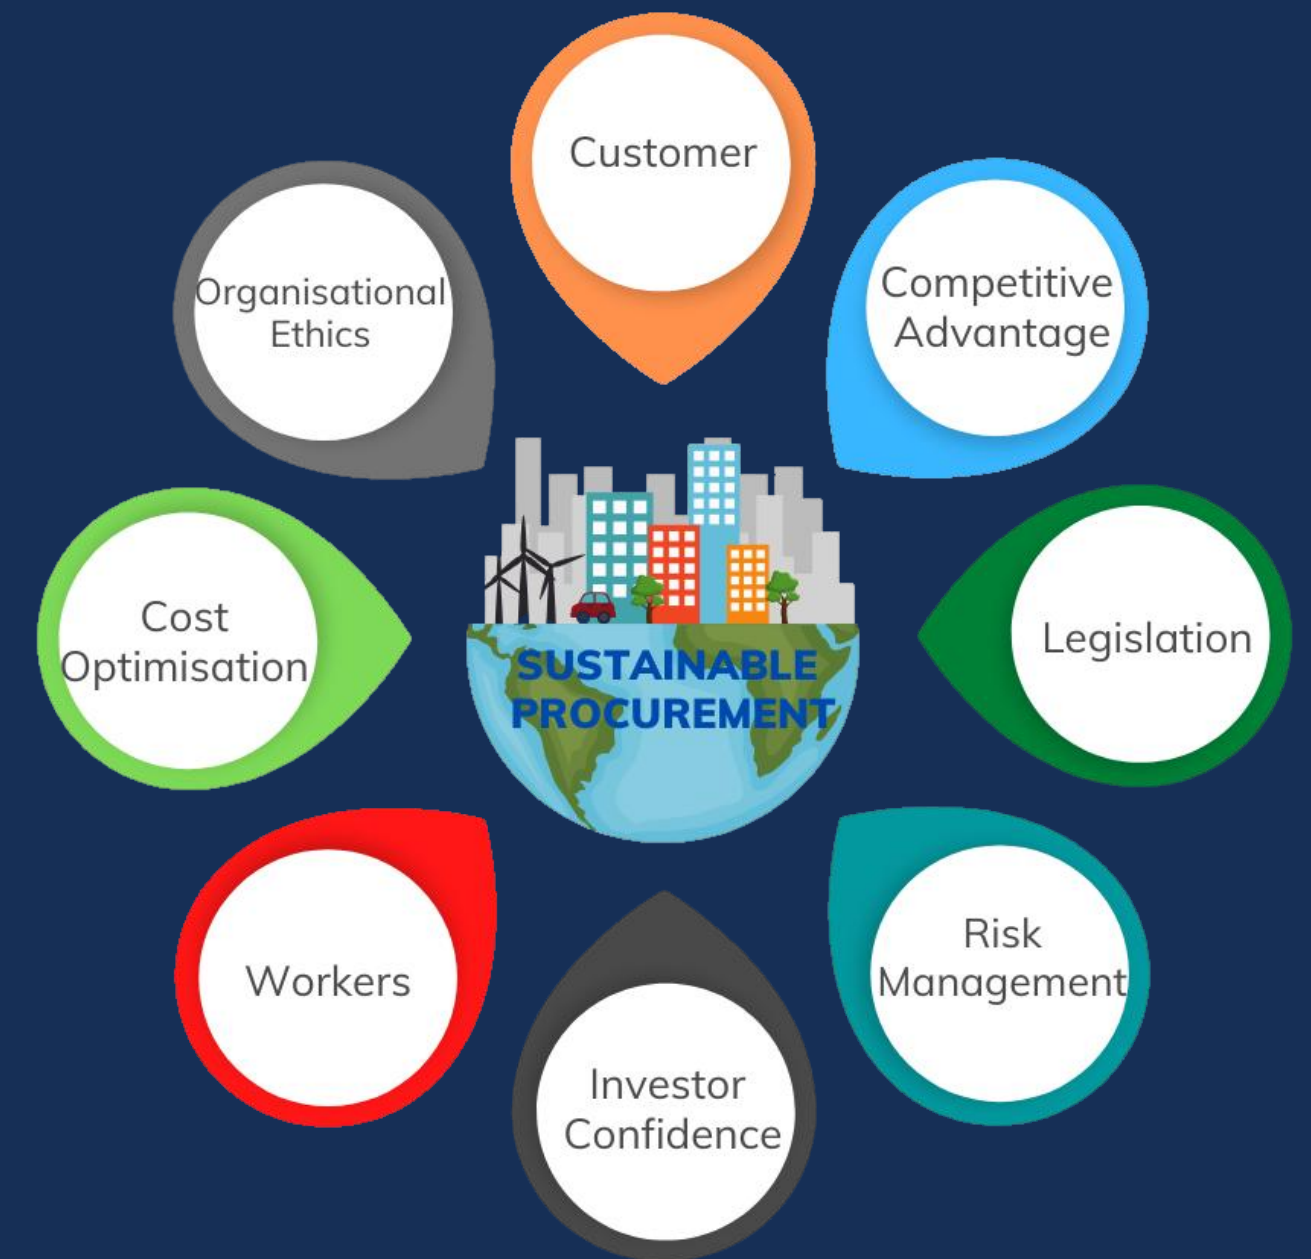 Customer
Competitive
Advantage
Legislation
Risk
Management
Investor
Confidence
Workers
Cost
Optimisation
Organisational
Ethics
SUSTAINABLE
PROCUREMENT